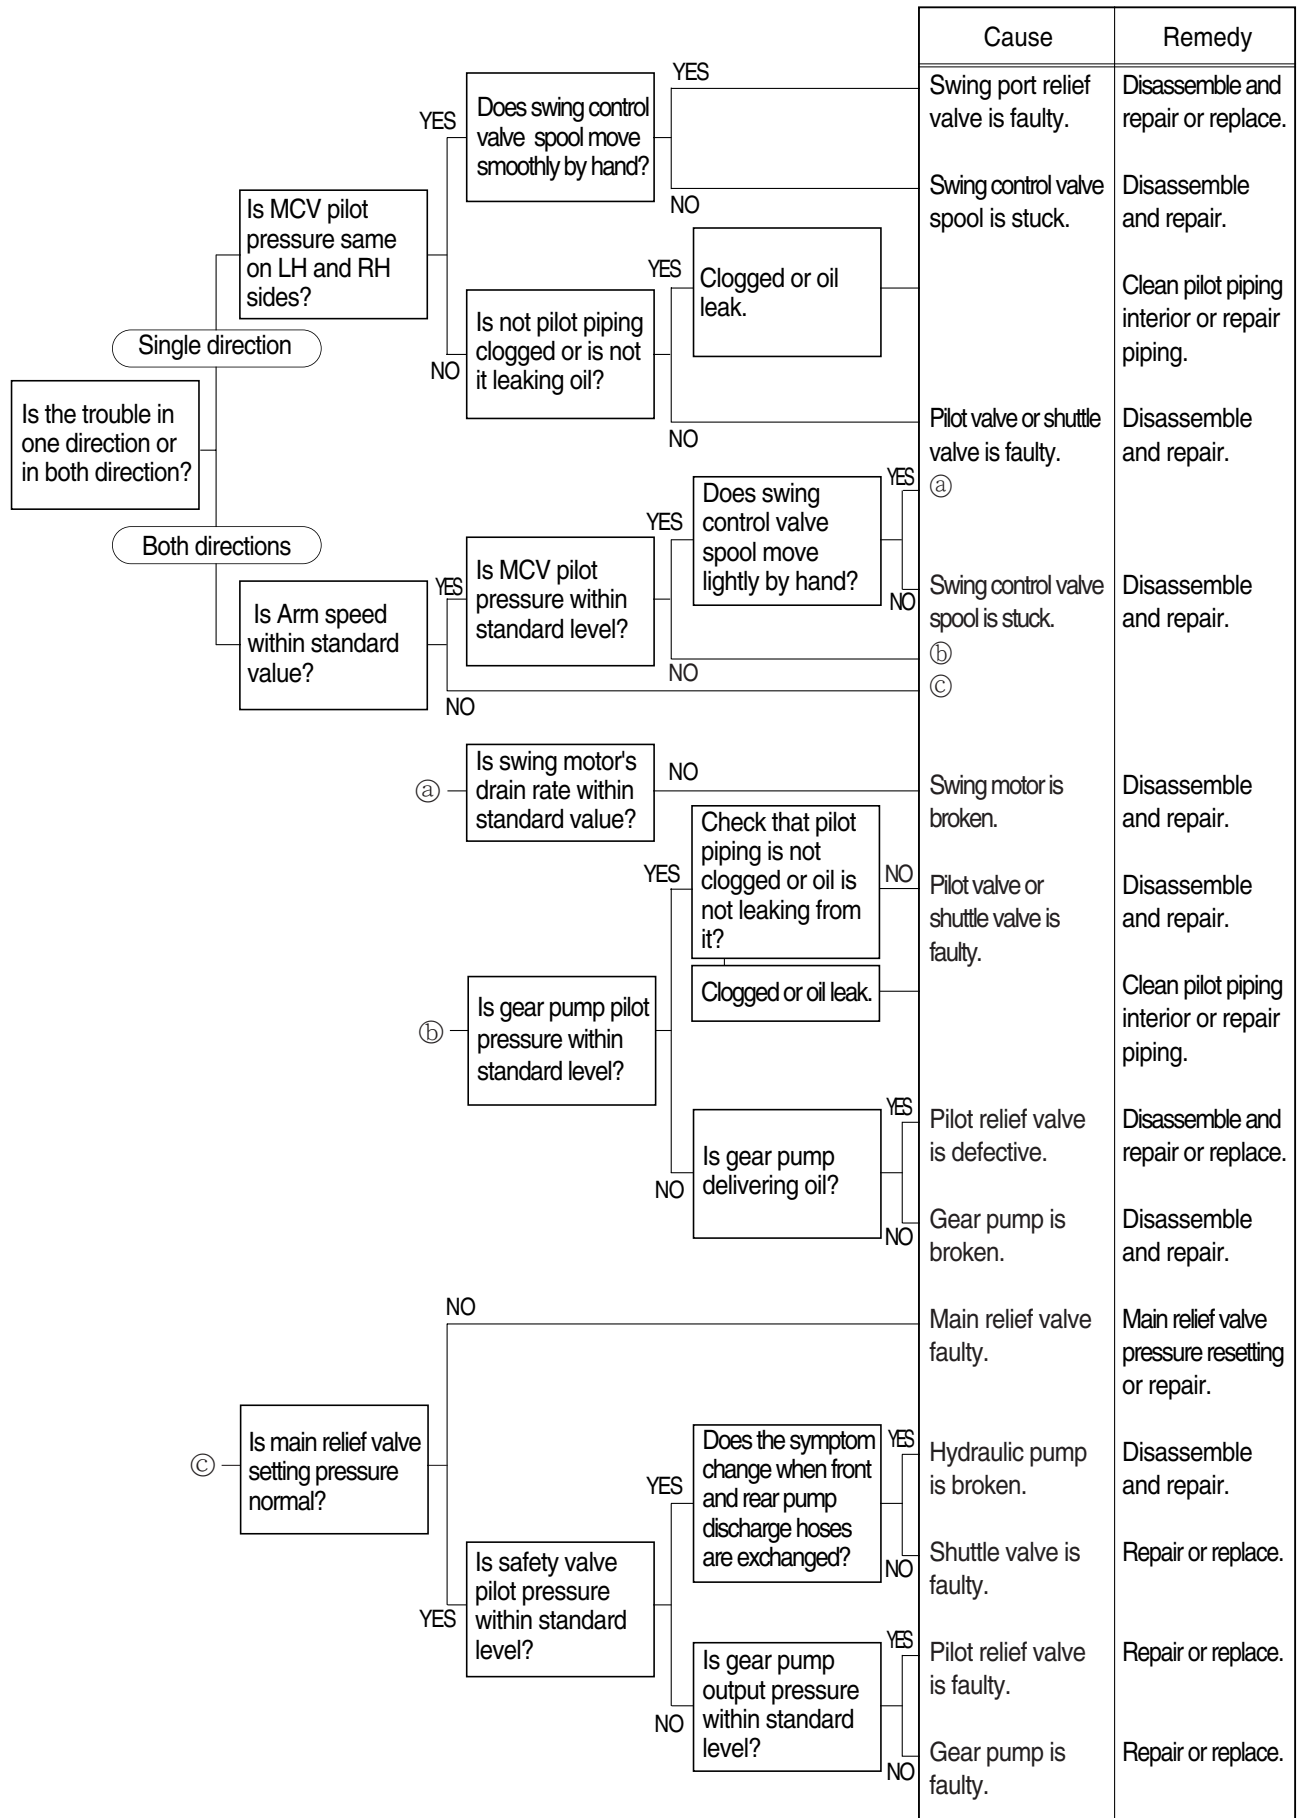 Cause
Remedy
YES
Does swing control
valve spool move
smoothly by hand?
YES
NO
Swing port relief
valve is faulty.
Disassemble and
repair or replace.
Swing control valve
spool is stuck.
Disassemble
and repair.
Is MCV pilot
pressure same
on LH and RH
sides?
YES
Clogged or oil
leak.
Clean pilot piping
interior or repair
piping.
Is not pilot piping
clogged or is not
it leaking oil?
NO
NO
Single direction
Pilot valve or shuttle
valve is faulty.
Disassemble
and repair.
Is the trouble in
one direction or
in both direction?
Both directions
YES
ⓐ
Does swing
control valve
spool move
lightly by hand?
YES
NO
Swing control valve
spool is stuck.
Disassemble
and repair.
Is MCV pilot
pressure within
standard level?
YES
NO
ⓑ
Is Arm speed
within standard
value?
NO
ⓒ
ⓐ
Is swing motor's
drain rate within
standard value?
NO
Swing motor is
broken.
Disassemble
and repair.
Check that pilot
piping is not
clogged or oil is
not leaking from
it?
YES
NO
Pilot valve or
shuttle valve is
faulty.
Disassemble
and repair.
Clogged or oil leak.
Clean pilot piping
interior or repair
piping.
ⓑ
Is gear pump pilot
pressure within
standard level?
YES
Pilot relief valve
is defective.
Disassemble and
repair or replace.
Is gear pump
delivering oil?
NO
NO
Gear pump is
broken.
Disassemble
and repair.
NO
Main relief valve
faulty.
Main relief valve
pressure resetting
or repair.
ⓒ
Is main relief valve
setting pressure
normal?
Does the symptom
change when front
and rear pump
discharge hoses
are exchanged?
YES
YES
Hydraulic pump
is broken.
Disassemble
and repair.
NO
Shuttle valve is
faulty.
Repair or replace.
YES
Is safety valve
pilot pressure
within standard
level?
YES
Pilot relief valve
is faulty.
Repair or replace.
Is gear pump
output pressure
within standard
level?
NO
NO
Gear pump is
faulty.
Repair or replace.